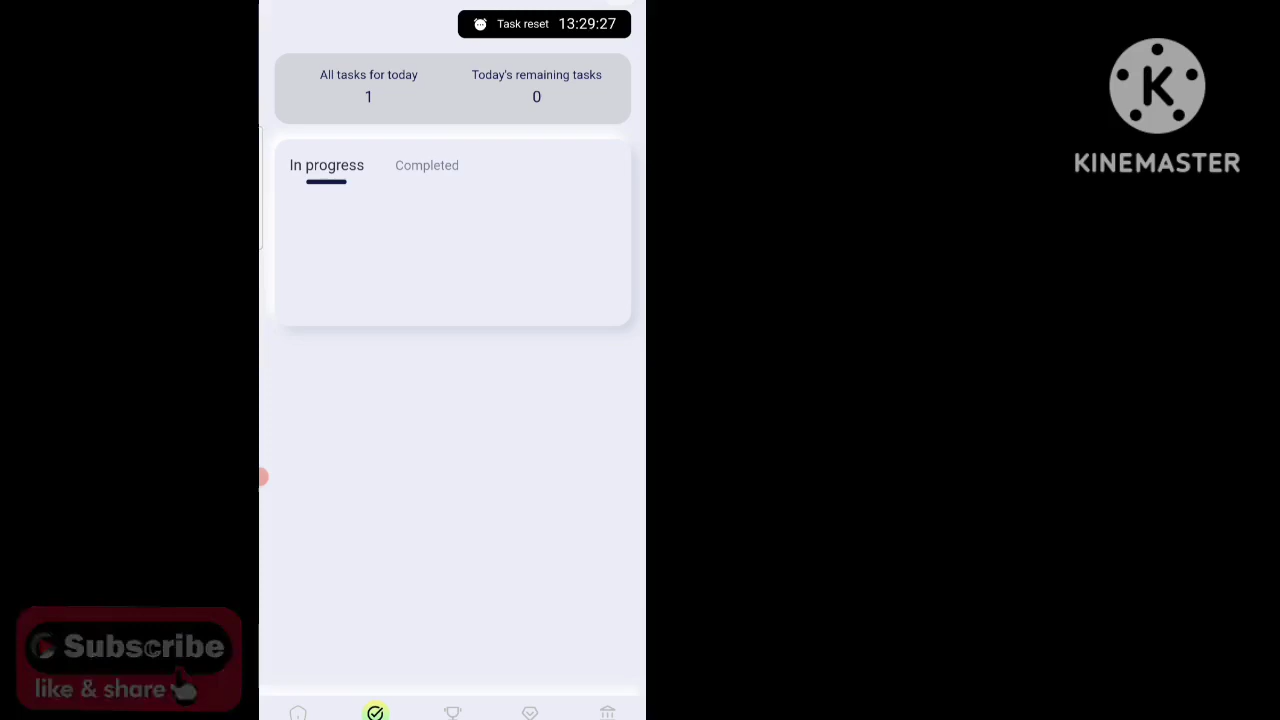 Task reset 13:29:27
All tasks for today Today's remaining tasks
1 0
In progress Completed
K
KINEMASTER
Subscribe
like & share